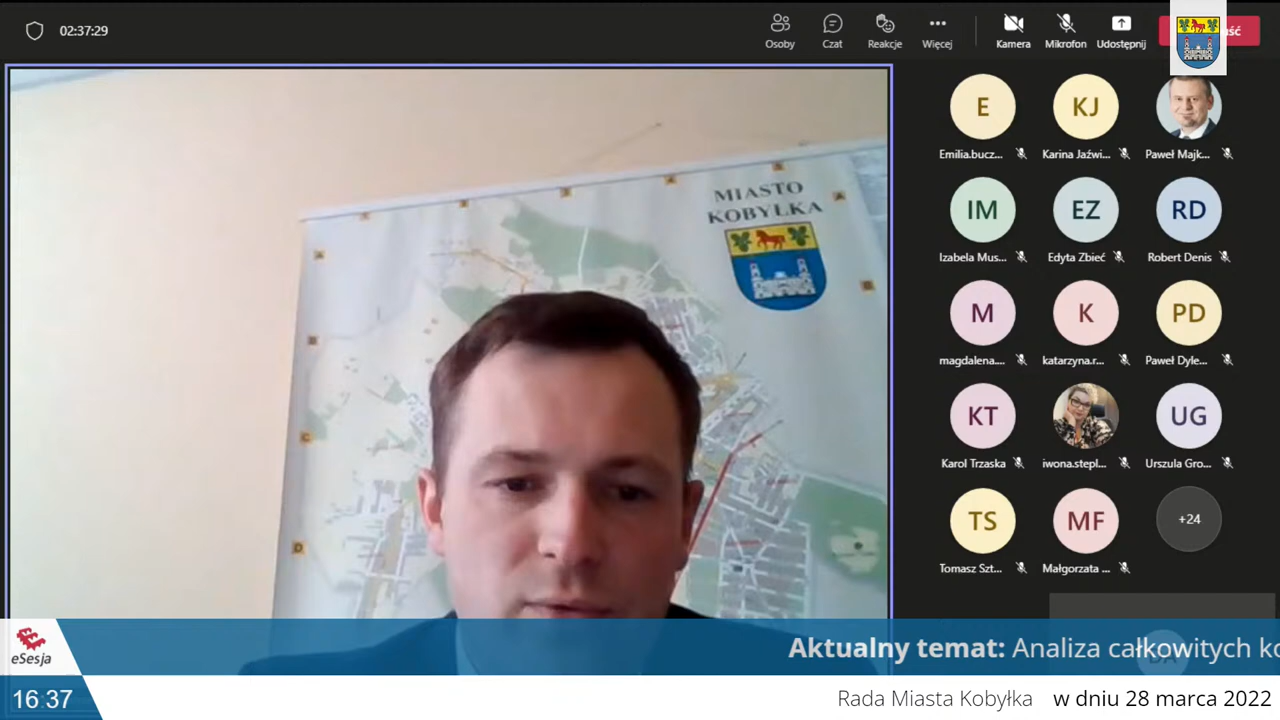 02:37:29
Osoby
Czat
Reakcje
Więcej
Kamera
Mikrofon
Udostępnij
ść
MIASTO
KOBYŁKA
E
KJ
Emilia.bucz...
Karina Jaźwi...
Paweł Majk...
IM
EZ
RD
Izabela Mus...
Edyta Zbieć
Robert Denis
M
K
PD
magdalena....
katarzyna.r...
Paweł Dyle...
KT
UG
Karol Trzaska
iwona.stepl...
Urszula Gro...
TS
MF
+24
Tomasz Szt...
Małgorzata ...
C
D
eSesja
Aktualny temat: Analiza całkowitych ko
16:37
Rada Miasta Kobyłka w dniu 28 marca 2022